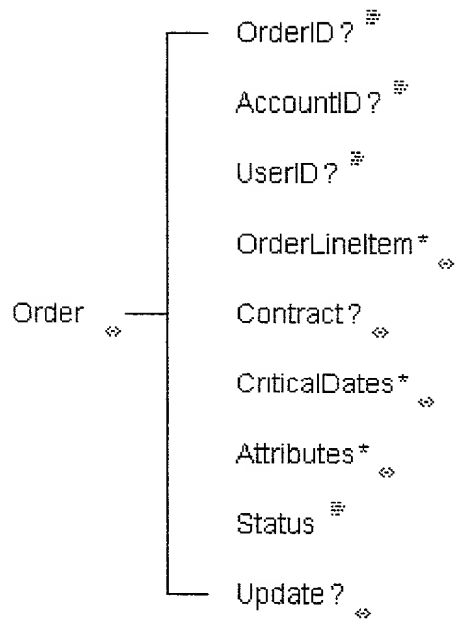 OrderID?
AccountID?
UserID?
OrderLineItem*
Order
Contract?
CriticalDates*
Attributes*
Status
Update?